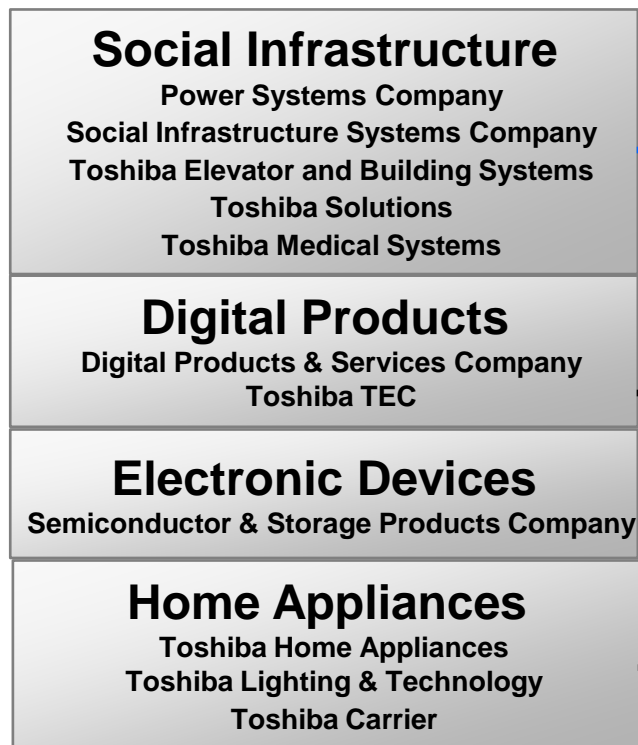 Social Infrastructure
Power Systems Company
Social Infrastructure Systems Company
Toshiba Elevator and Building Systems
Toshiba Solutions
Toshiba Medical Systems
Digital Products
Digital Products & Services Company
Toshiba TEC
Electronic Devices
Semiconductor & Storage Products Company
Home Appliances
Toshiba Home Appliances
Toshiba Lighting & Technology
Toshiba Carrier